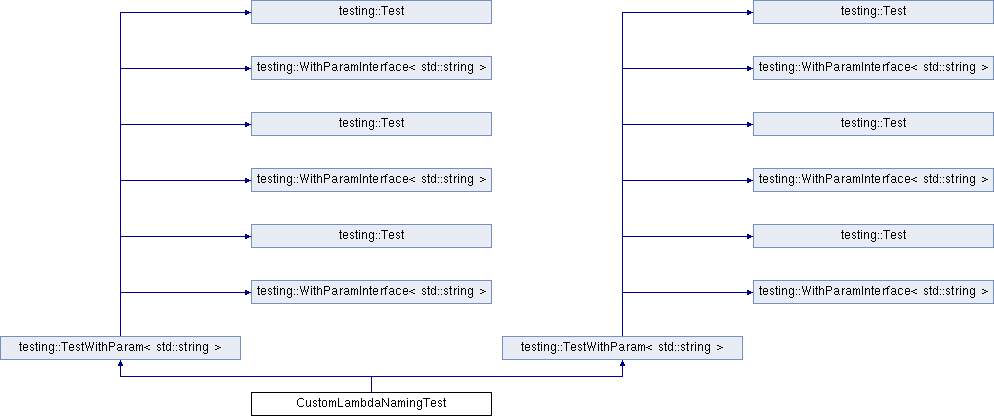 testing::Test
testing::Test
testing::WithParamInterface< std::string >
testing::WithParamInterface< std::string >
testing::Test
testing::Test
testing::WithParamInterface< std::string >
testing::WithParamInterface< std::string >
testing::Test
testing::Test
testing::WithParamInterface< std::string >
testing::WithParamInterface< std::string >
testing::TestWithParam< std::string >
testing::TestWithParam< std::string >
CustomLambdaNamingTest